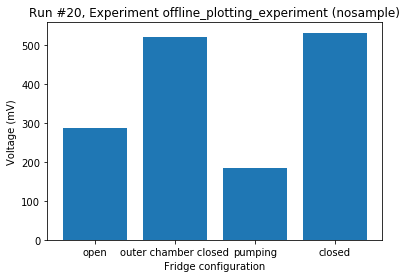 Run #20, Experiment offline_plotting_experiment (nosample)
Voltage (mV)
500
400
300
200
100
0
open outer chamber closed pumping closed
Fridge configuration